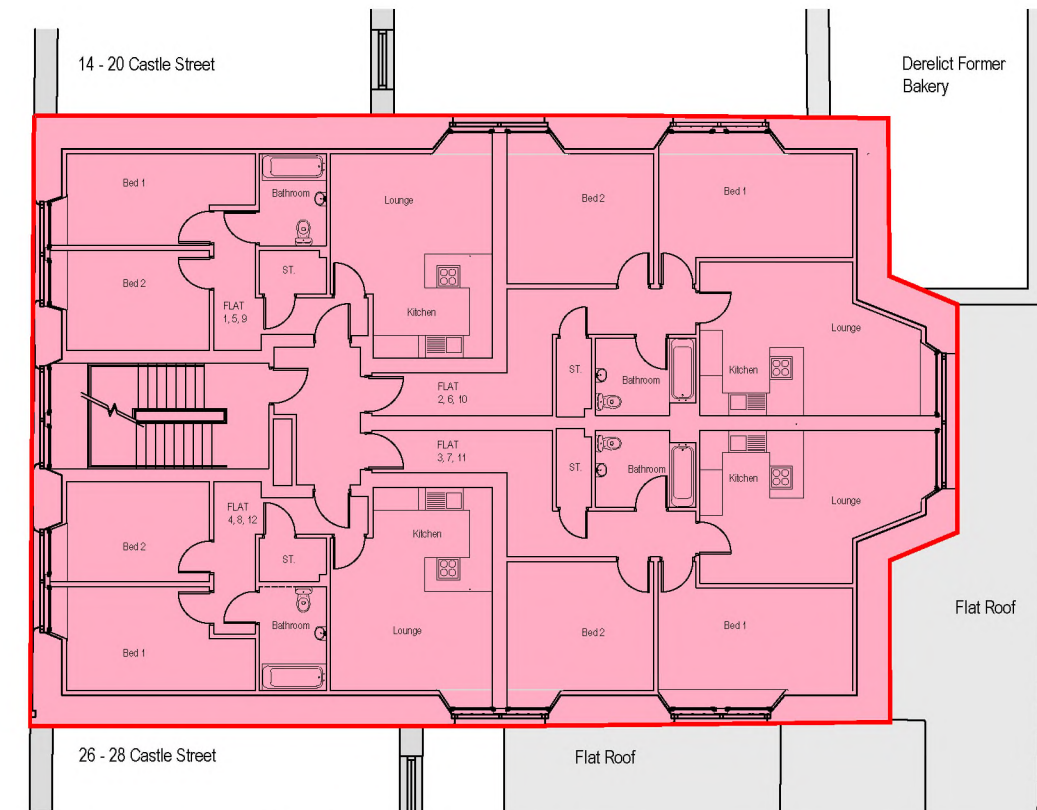 14 - 20 Castle Street
Derelict Former
Bakery
Bed 1
Bathroom
Lounge
Bed 2
Bed 1
Bed 2
ST.
FLAT
1, 5, 9
Kitchen
Lounge
Kitchen
ST.
Bathroom
FLAT
2, 6, 10
FLAT
3, 7, 11
ST.
Bathroom
Kitchen
Lounge
FLAT
4, 8, 12
Kitchen
Bed 2
ST.
Bathroom
Lounge
Bed 2
Bed 1
Bed 1
Flat Roof
26 - 28 Castle Street
Flat Roof